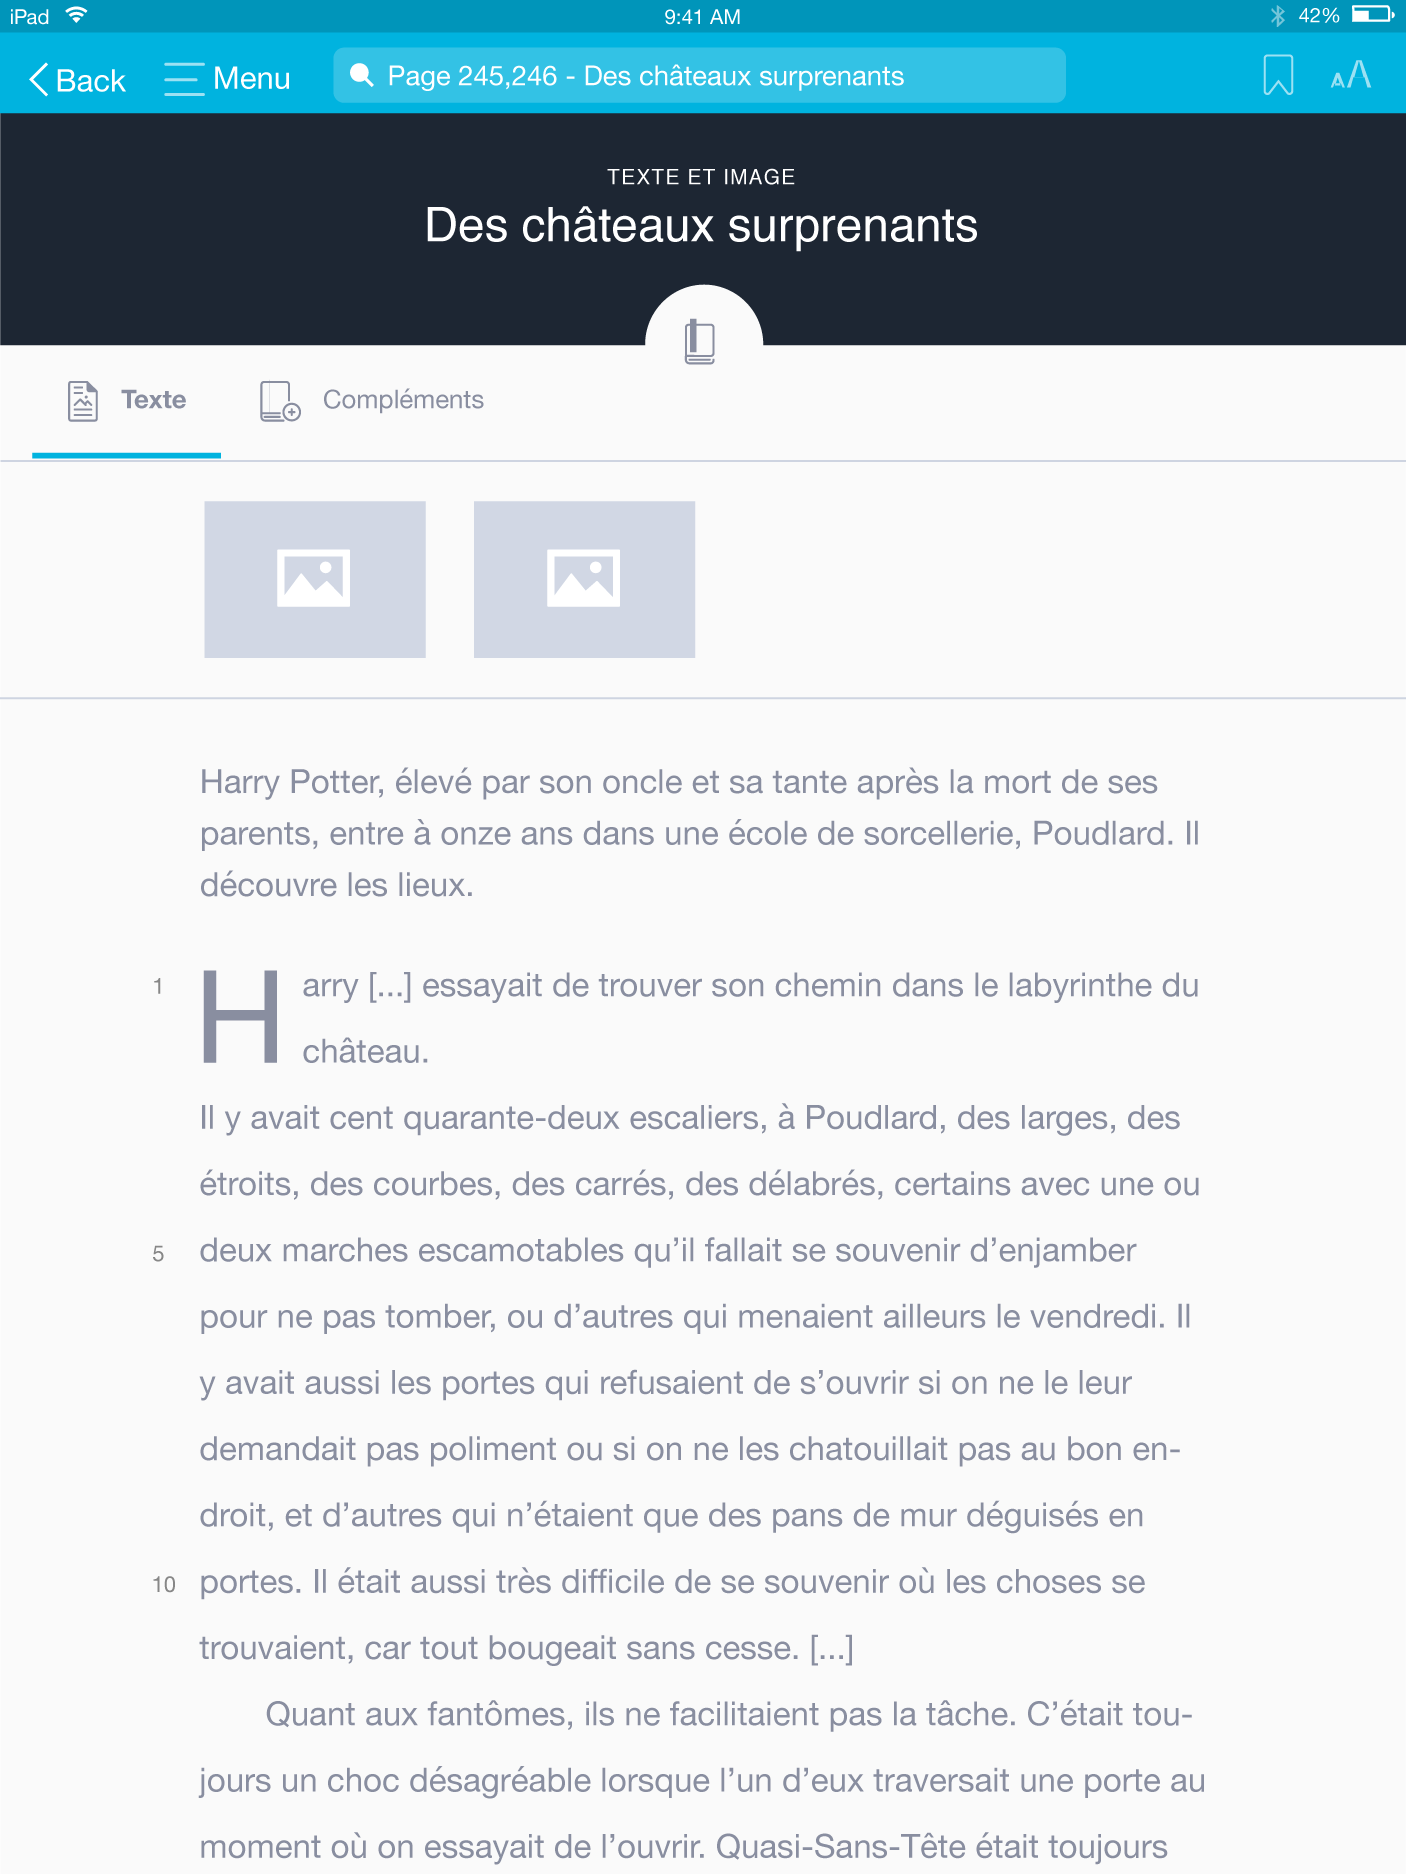 iPad
9:41 AM
42%
Back
Menu
Page 245,246 - Des châteaux surprenants
AA
TEXTE ET IMAGE
Des châteaux surprenants
Texte
Compléments
Harry Potter, élevé par son oncle et sa tante après la mort de ses
parents, entre à onze ans dans une école de sorcellerie, Poudlard. Il
découvre les lieux.
1 Harry [...] essayait de trouver son chemin dans le labyrinthe du
château.
Il y avait cent quarante-deux escaliers, à Poudlard, des larges, des
étroits, des courbes, des carrés, des délabrés, certains avec une ou
5 deux marches escamotables qu’il fallait se souvenir d’enjamber
pour ne pas tomber, ou d’autres qui menaient ailleurs le vendredi. Il
y avait aussi les portes qui refusaient de s’ouvrir si on ne le leur
demandait pas poliment ou si on ne les chatouillait pas au bon en-
droit, et d’autres qui n’étaient que des pans de mur déguisés en
10 portes. Il était aussi très difficile de se souvenir où les choses se
trouvaient, car tout bougeait sans cesse. [...]
Quant aux fantômes, ils ne facilitaient pas la tâche. C’était tou-
jours un choc désagréable lorsque l’un d’eux traversait une porte au
moment où on essayait de l’ouvrir. Quasi-Sans-Tête était toujours